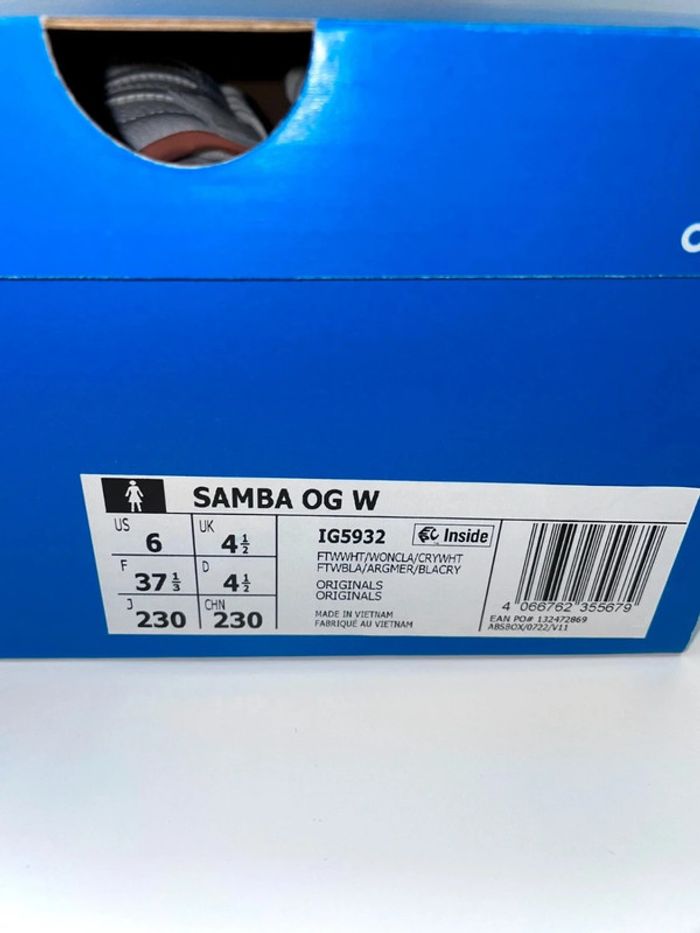 SAMBA OG W
US 6 UK 4½
F 37⅓ D 4½
J 230 CHN 230
IG5932 Inside
FTWWHT/WONCLA/CRYWHT
FTWBLA/ARGMER/BLACRY
ORIGINALS
ORIGINALS
MADE IN VIETNAM
FABRIQUÉ AU VIETNAM
4 066762 355679
EAN PO# 132472869
ABSBOX/0722/V11